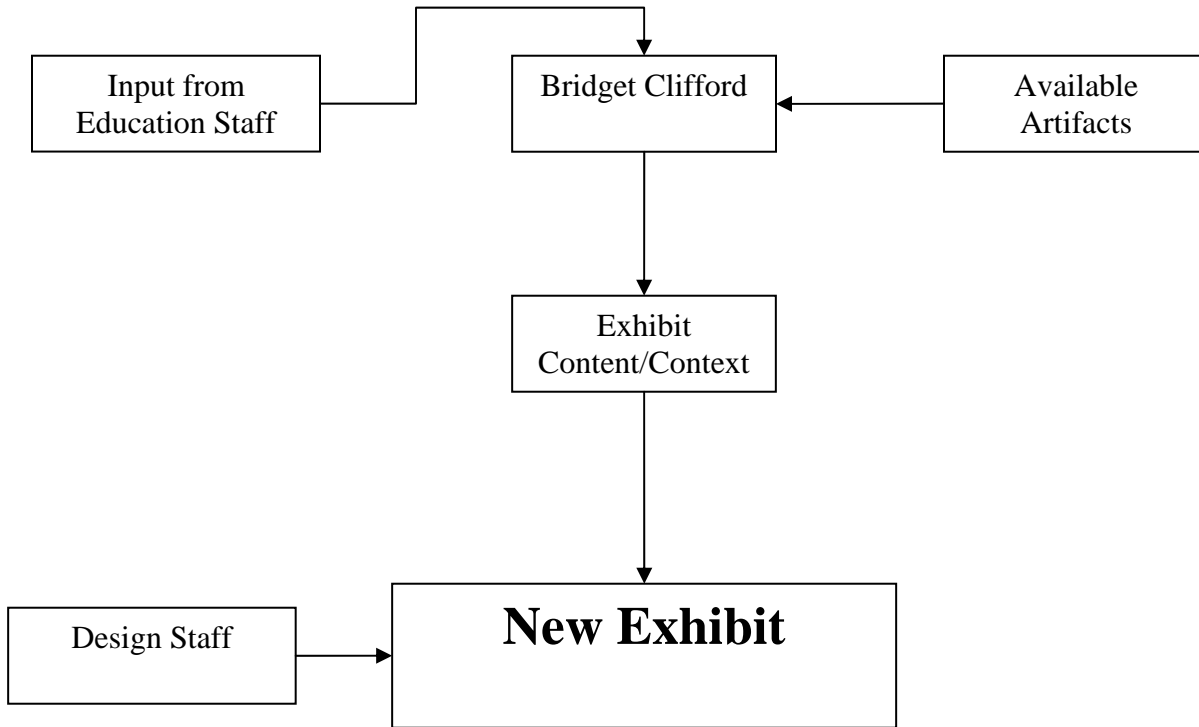 Input from
Education Staff
Bridget Clifford
Available
Artifacts
Exhibit
Content/Context
Design Staff
New Exhibit